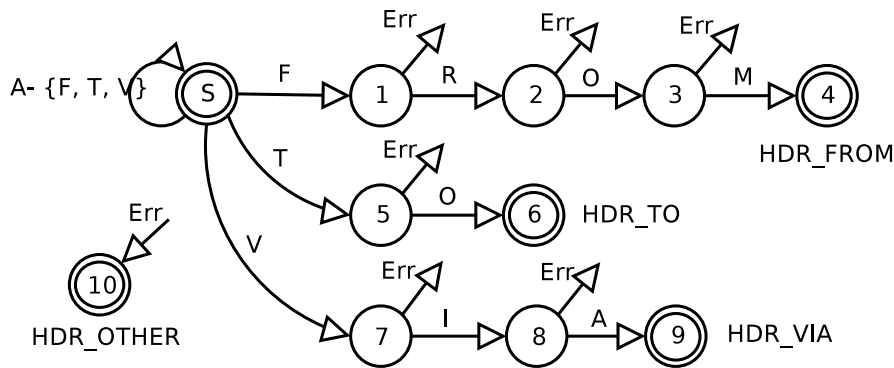 Err Err Err
A- {F, T, V} S F 1 R 2 O 3 M 4
HDR_FROM
T Err
5 O 6 HDR_TO
Err
V
10 Err Err
HDR_OTHER 7 I 8 A 9 HDR_VIA